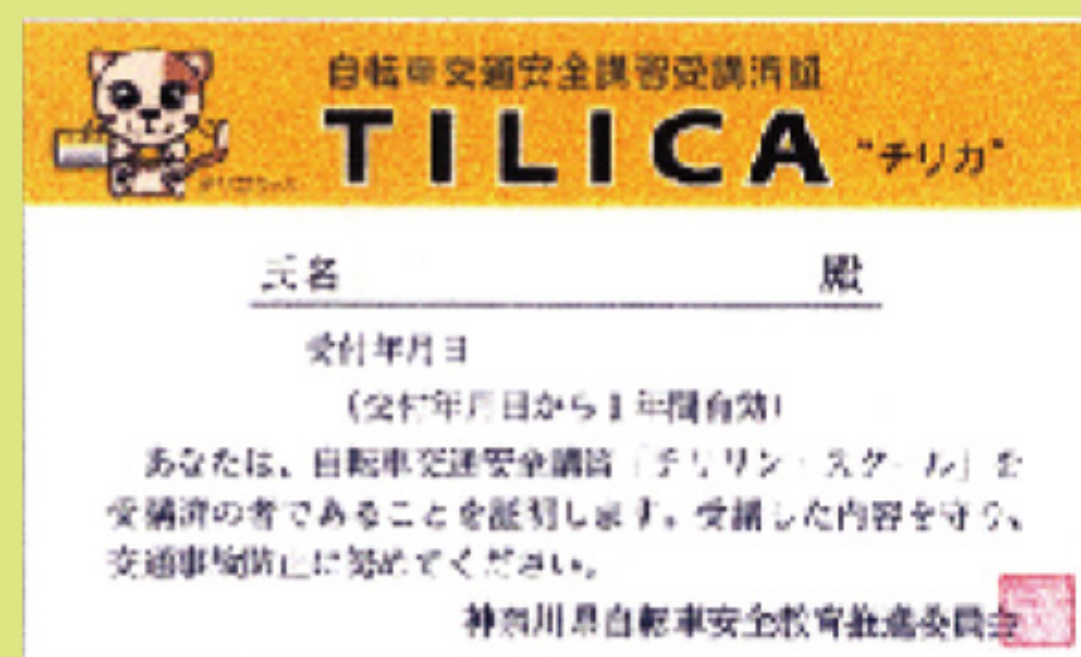 自転車交通安全講習受講済証
TILICA "チリカ"
氏名 殿
受付年月日
(受付年月日から1年間有効)
あなたは、自転車交通安全講習「チリリン・スクール」を
受講済の者であることを証明します。受講した内容を守り、
交通事故防止に努めてください。
神奈川県自転車安全教育推進委員会